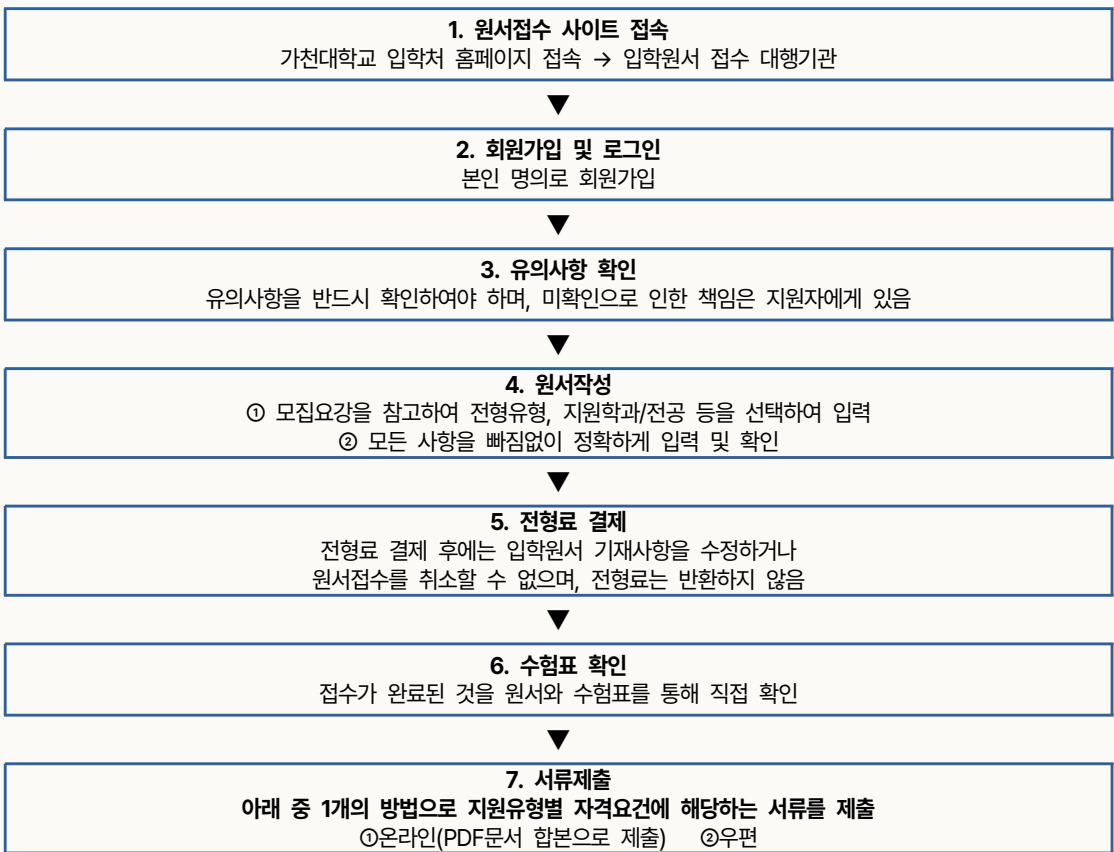 1. 원서접수 사이트 접속
가천대학교 입학처 홈페이지 접속 → 입학원서 접수 대행기관
▼
2. 회원가입 및 로그인
본인 명의로 회원가입
▼
3. 유의사항 확인
유의사항을 반드시 확인하여야 하며, 미확인으로 인한 책임은 지원자에게 있음
▼
4. 원서작성
① 모집요강을 참고하여 전형유형, 지원학과/전공 등을 선택하여 입력
② 모든 사항을 빠짐없이 정확하게 입력 및 확인
▼
5. 전형료 결제
전형료 결제 후에는 입학원서 기재사항을 수정하거나
원서접수를 취소할 수 없으며, 전형료는 반환하지 않음
▼
6. 수험표 확인
접수가 완료된 것을 원서와 수험표를 통해 직접 확인
▼
7. 서류제출
아래 중 1개의 방법으로 지원유형별 자격요건에 해당하는 서류를 제출
①온라인(PDF문서 합본으로 제출) ②우편